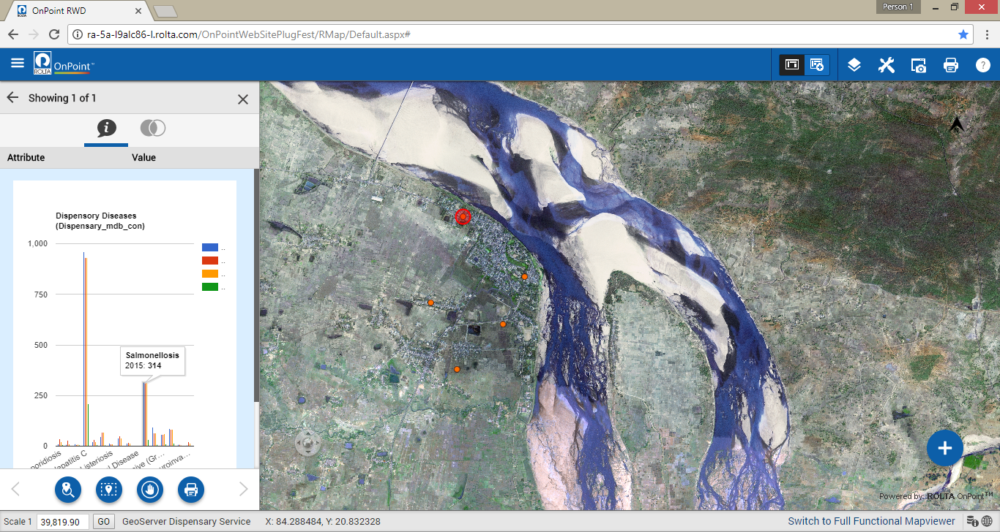 OnPoint RWD
Person 1
ra-5a-l9alc86-l.rolta.com/OnPointWebSitePlugFest/RMap/Default.aspx#
ROLTA OnPoint™
Showing 1 of 1
Attribute Value
Dispensory Diseases
(Dispensary_mdb_con)
1,000
..
..
750
..
..
500
Salmonellosis
2015: 314
250
0
oridiosis
epatitis C
isteriosis
l Disease
ive (Gr…
uroinva…
Powered by: ROLTA OnPoint™
Scale 1 39,819.90 GO GeoServer Dispensary Service X: 84.288484, Y: 20.832328 Switch to Full Functional Mapviewer